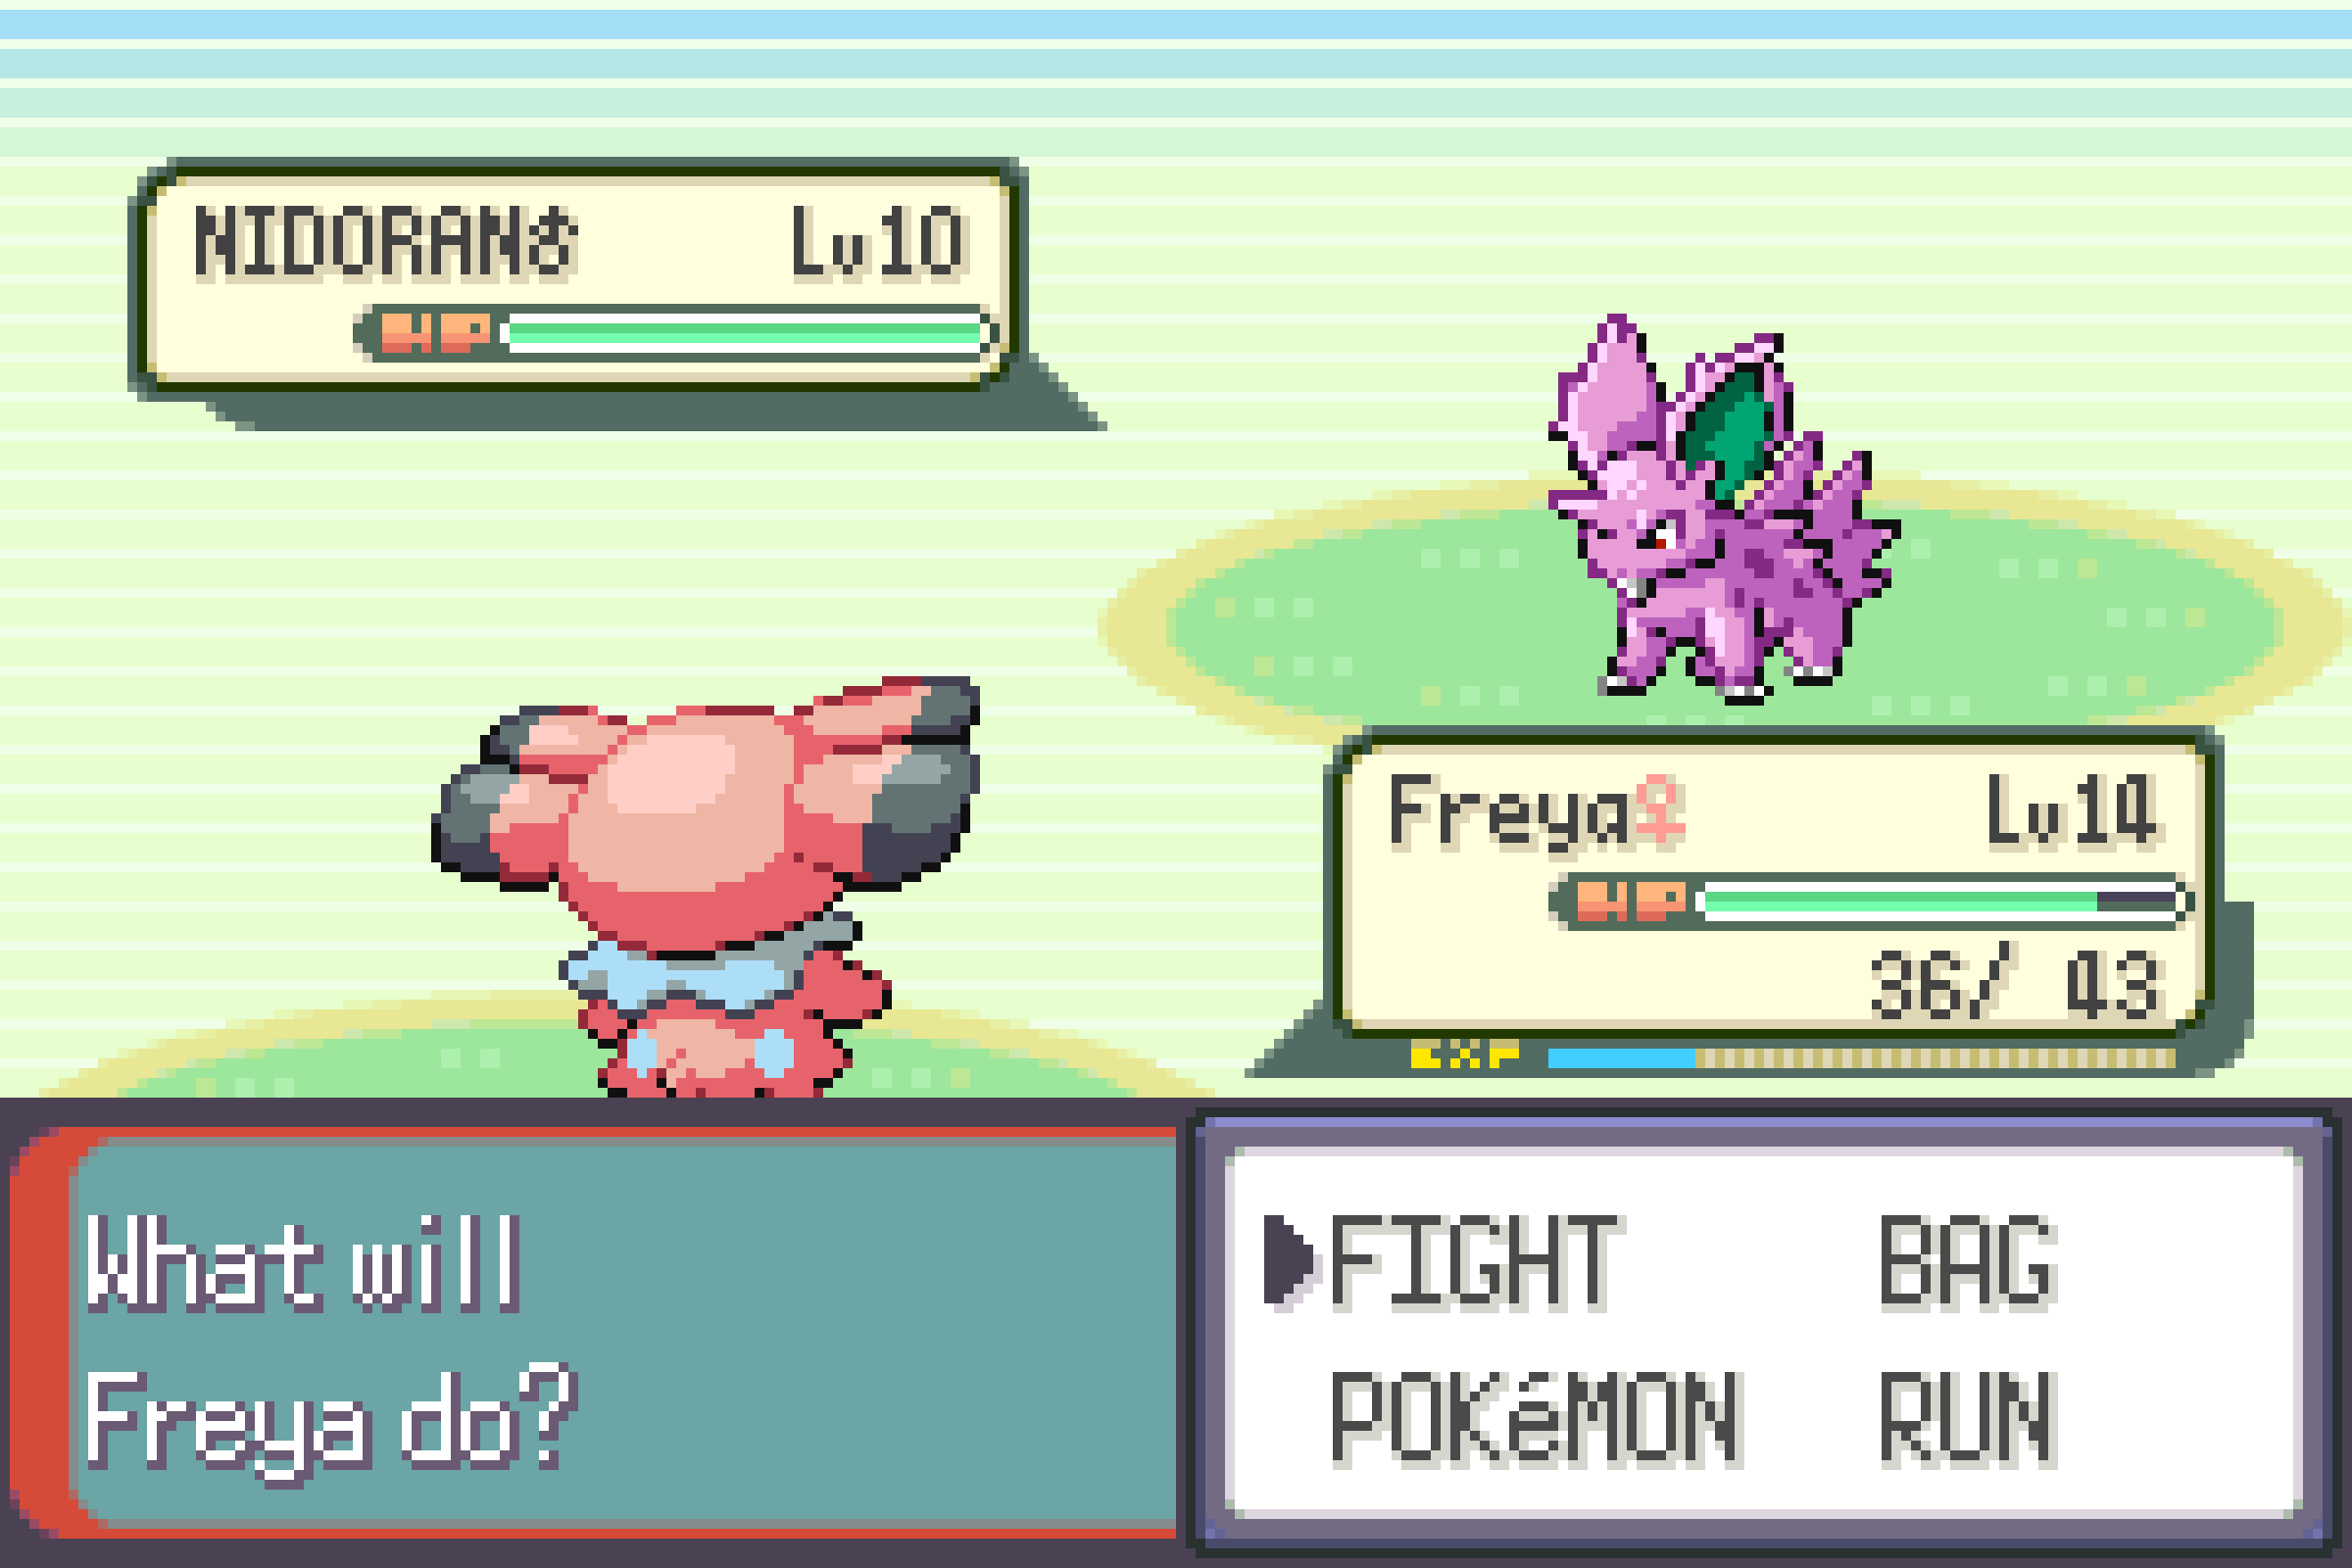 NIDORAN♂ Lv10
HP
Freya♀ Lv14
HP
36/ 43
EXP
What will
Freya do?
FIGHT BAG
POKéMON RUN